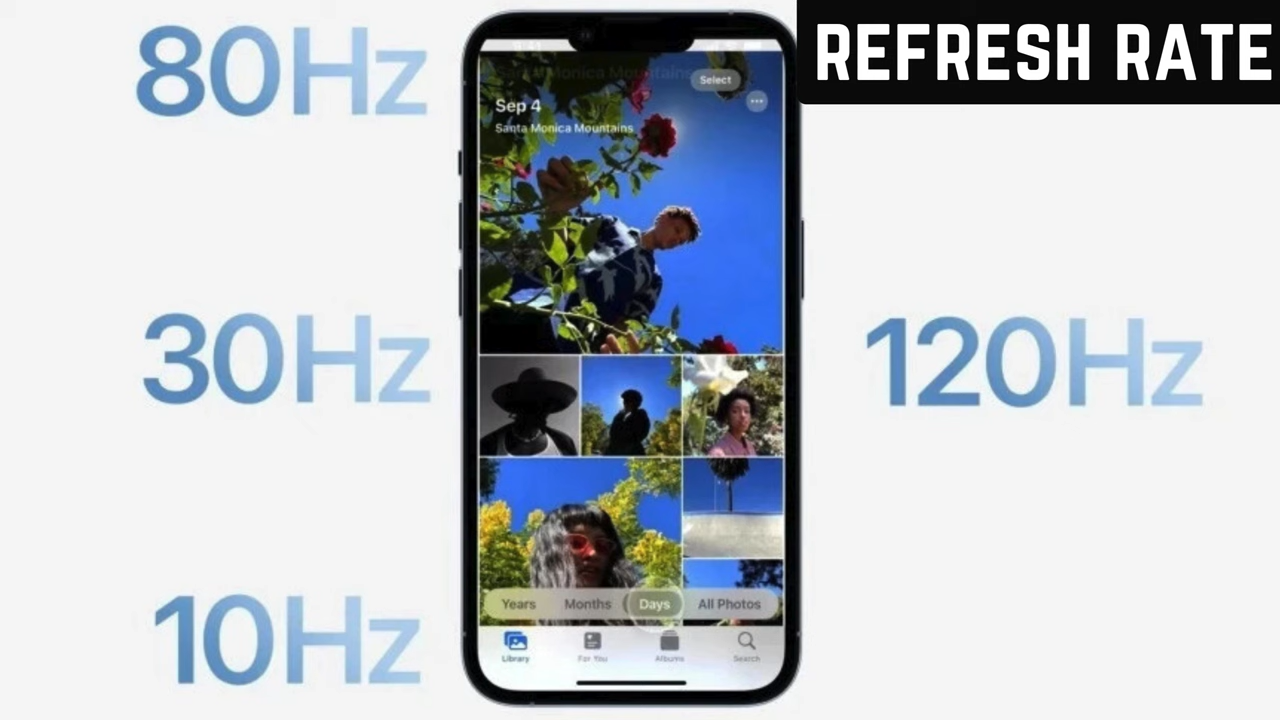 REFRESH RATE
80Hz
30Hz
10Hz
120Hz
Select
Sep 4
Santa Monica Mountains
Years Months Days All Photos
Library For You Albums Search